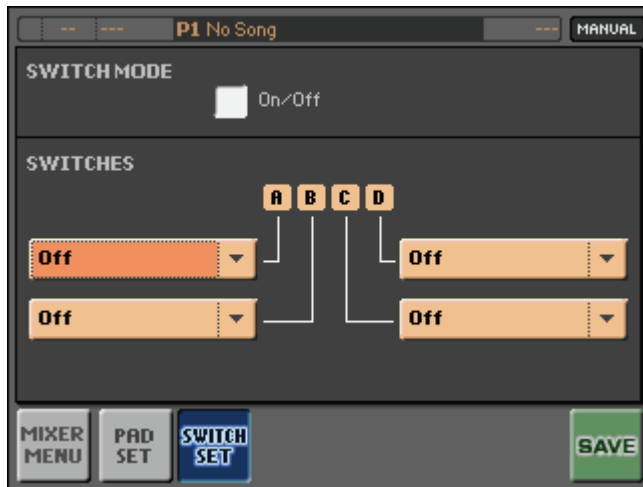 -- --- P1 No Song --- MANUAL
SWITCH MODE
On/Off
SWITCHES
A B C D
Off Off
Off Off
MIXER MENU PAD SET SWITCH SET SAVE